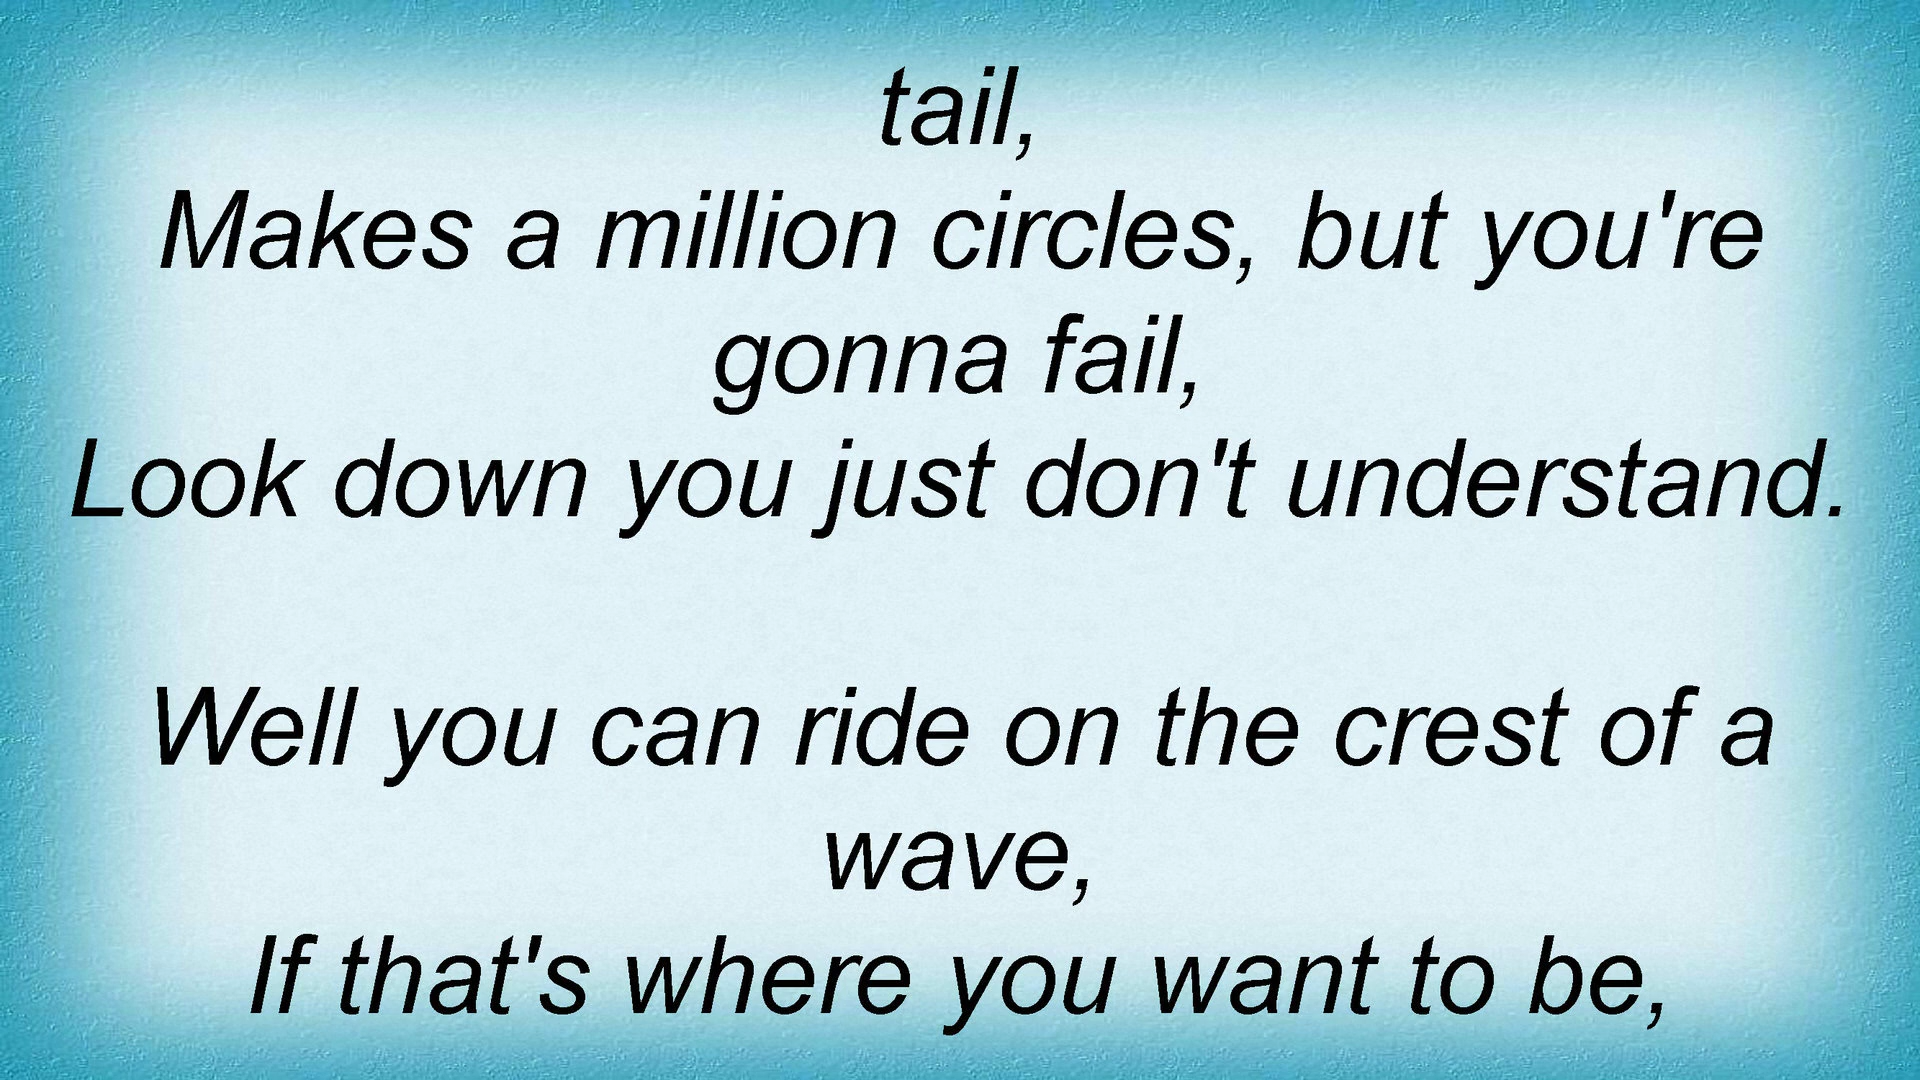 tail,
Makes a million circles, but you're
gonna fail,
Look down you just don't understand.
Well you can ride on the crest of a
wave,
If that's where you want to be,